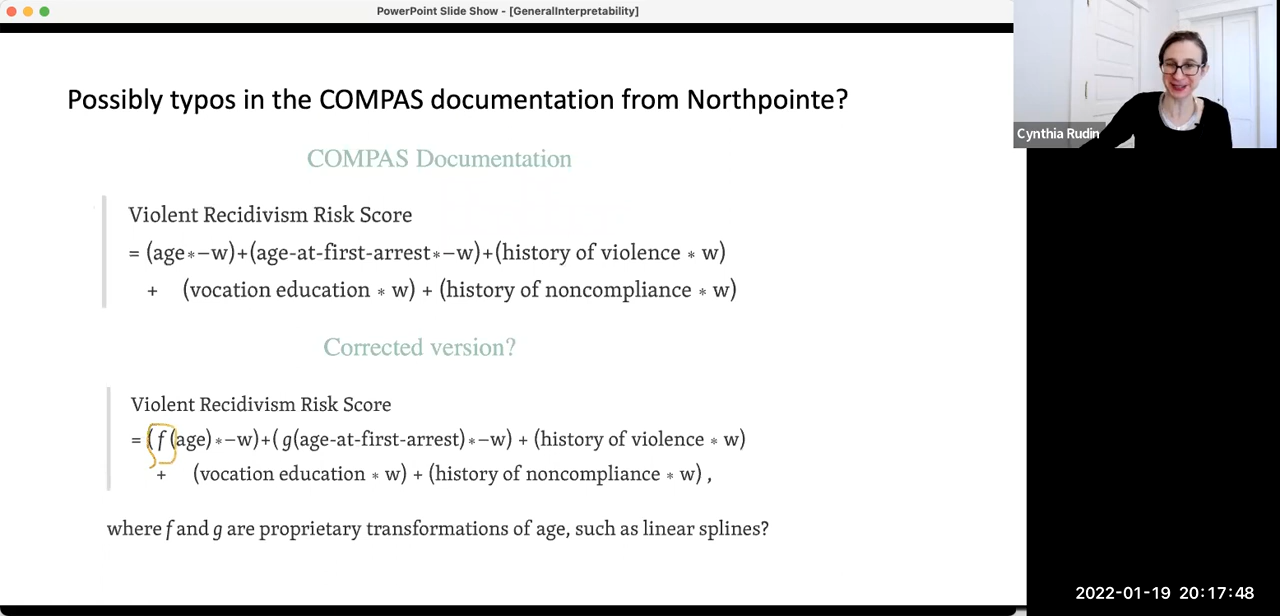 PowerPoint Slide Show - [GeneralInterpretability]
Possibly typos in the COMPAS documentation from Northpointe?
Cynthia Rudin
COMPAS Documentation
Violent Recidivism Risk Score
= (age*−w)+(age-at-first-arrest*−w)+(history of violence * w)
+ (vocation education * w) + (history of noncompliance * w)
Corrected version?
Violent Recidivism Risk Score
= (f(age)*−w)+( g(age-at-first-arrest)*−w) + (history of violence * w)
+ (vocation education * w) + (history of noncompliance * w) ,
where f and g are proprietary transformations of age, such as linear splines?
2022-01-19 20:17:48